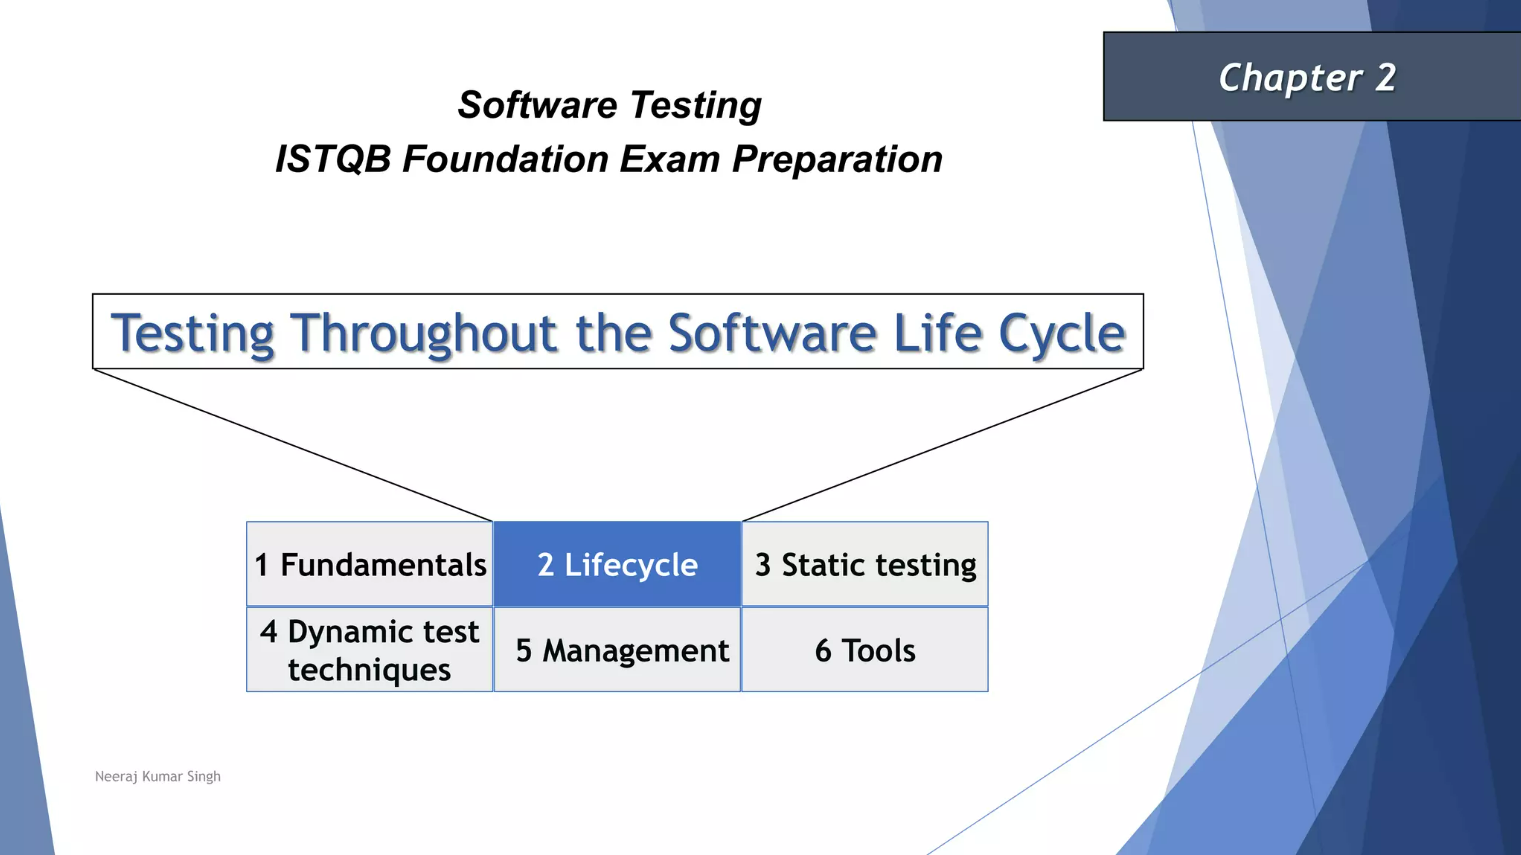 Chapter 2
Software Testing
ISTQB Foundation Exam Preparation
Testing Throughout the Software Life Cycle
1 Fundamentals
2 Lifecycle
3 Static testing
4 Dynamic test
techniques
5 Management
6 Tools
Neeraj Kumar Singh